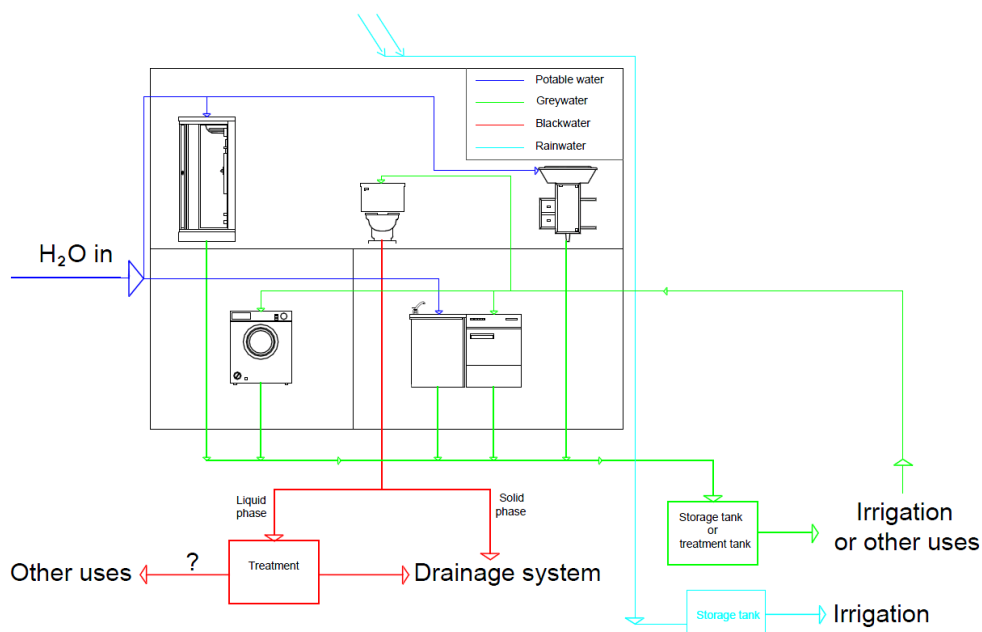 Potable water
Greywater
Blackwater
Rainwater
H₂O in
Liquid
phase
Solid
phase
Storage tank
or
treatment tank
Irrigation
or other uses
Other uses
?
Treatment
Drainage system
Storage tank
Irrigation